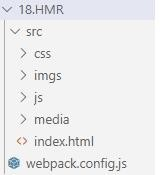 18.HMR
src
css
imgs
js
media
index.html
webpack.config.js